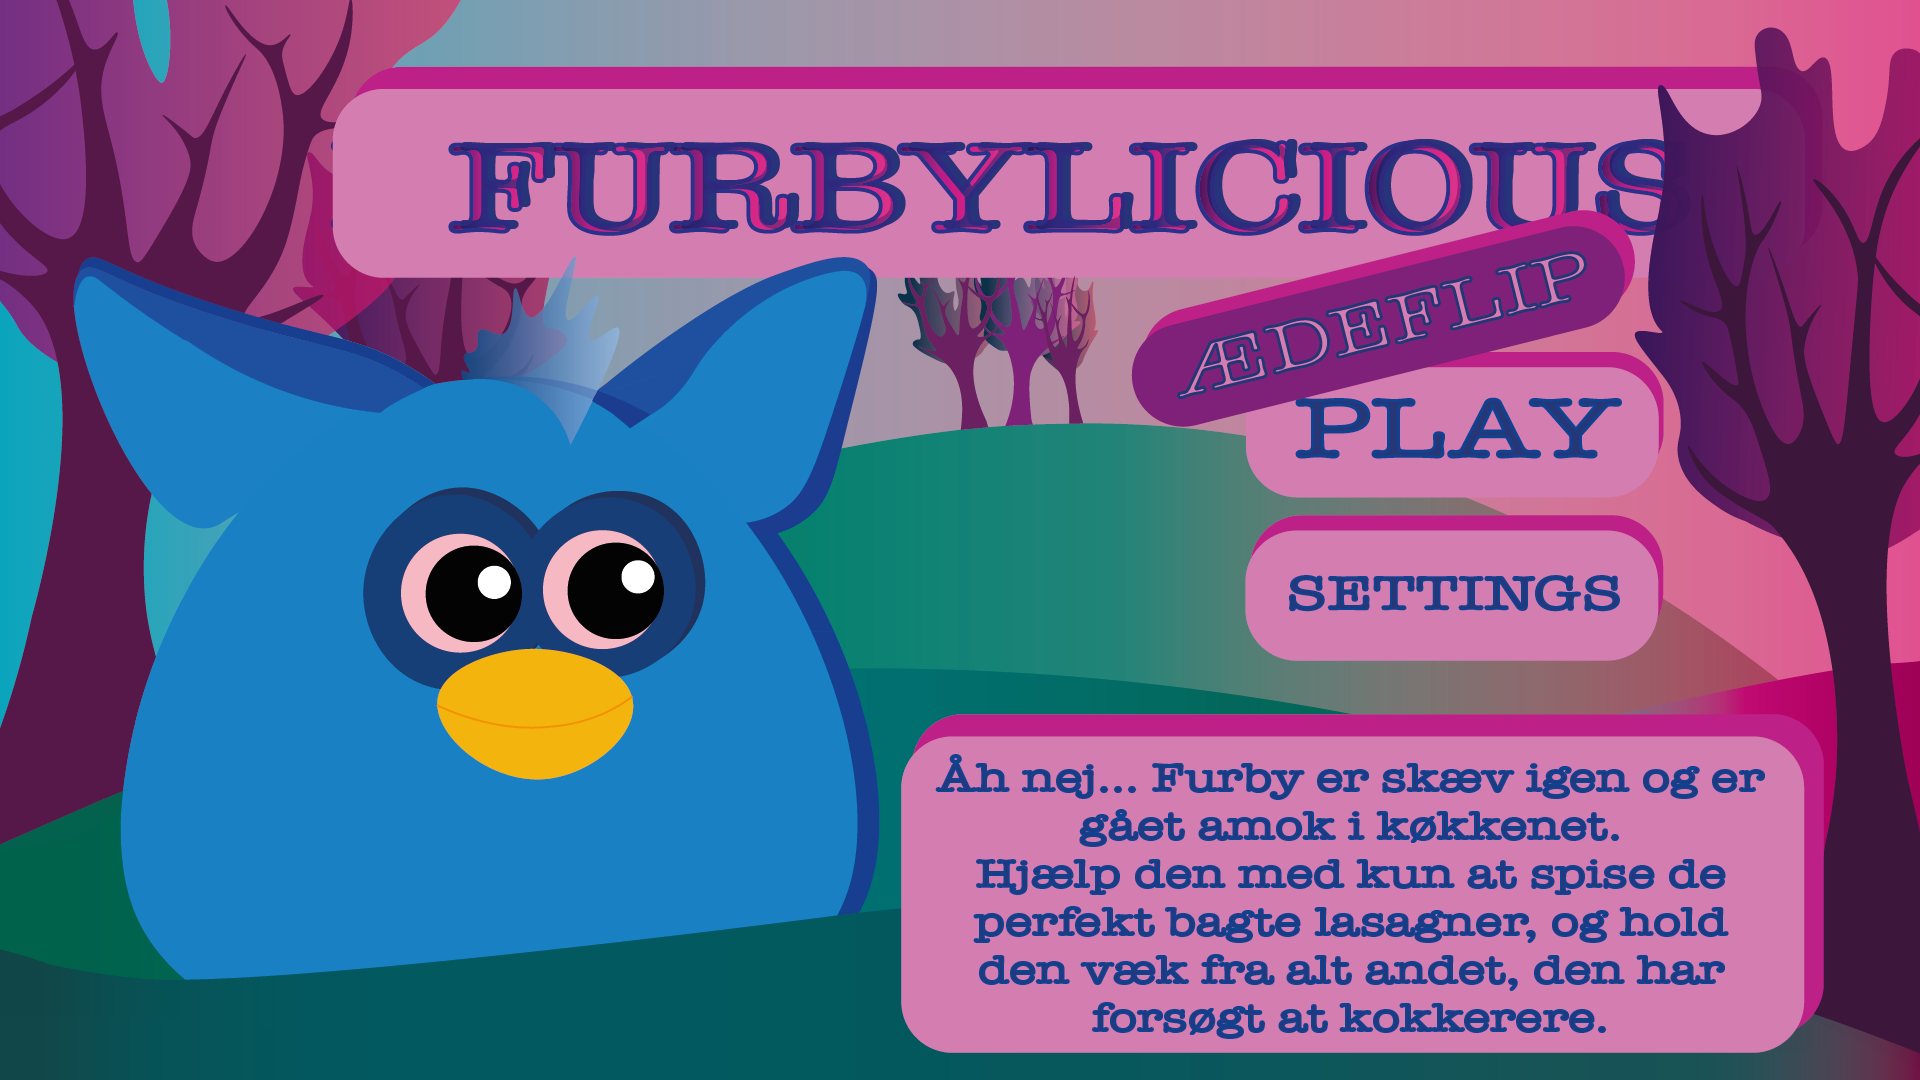 FURBYLICIOUS
ÆDEFLIP
PLAY
SETTINGS
Åh nej... Furby er skæv igen og er
gået amok i køkkenet.
Hjælp den med kun at spise de
perfekt bagte lasagner, og hold
den væk fra alt andet, den har
forsøgt at kokkerere.